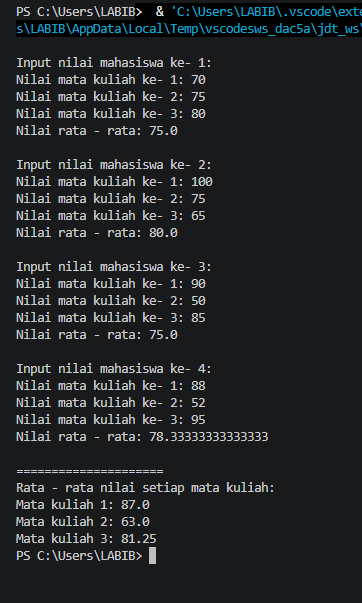 PS C:\Users\LABIB>  & 'C:\Users\LABIB\.vscode\exte
s\LABIB\AppData\Local\Temp\vscodesws_dac5a\jdt_ws\
Input nilai mahasiswa ke- 1:
Nilai mata kuliah ke- 1: 70
Nilai mata kuliah ke- 2: 75
Nilai mata kuliah ke- 3: 80
Nilai rata - rata: 75.0
Input nilai mahasiswa ke- 2:
Nilai mata kuliah ke- 1: 100
Nilai mata kuliah ke- 2: 75
Nilai mata kuliah ke- 3: 65
Nilai rata - rata: 80.0
Input nilai mahasiswa ke- 3:
Nilai mata kuliah ke- 1: 90
Nilai mata kuliah ke- 2: 50
Nilai mata kuliah ke- 3: 85
Nilai rata - rata: 75.0
Input nilai mahasiswa ke- 4:
Nilai mata kuliah ke- 1: 88
Nilai mata kuliah ke- 2: 52
Nilai mata kuliah ke- 3: 95
Nilai rata - rata: 78.33333333333333
=====================
Rata - rata nilai setiap mata kuliah:
Mata kuliah 1: 87.0
Mata kuliah 2: 63.0
Mata kuliah 3: 81.25
PS C:\Users\LABIB>